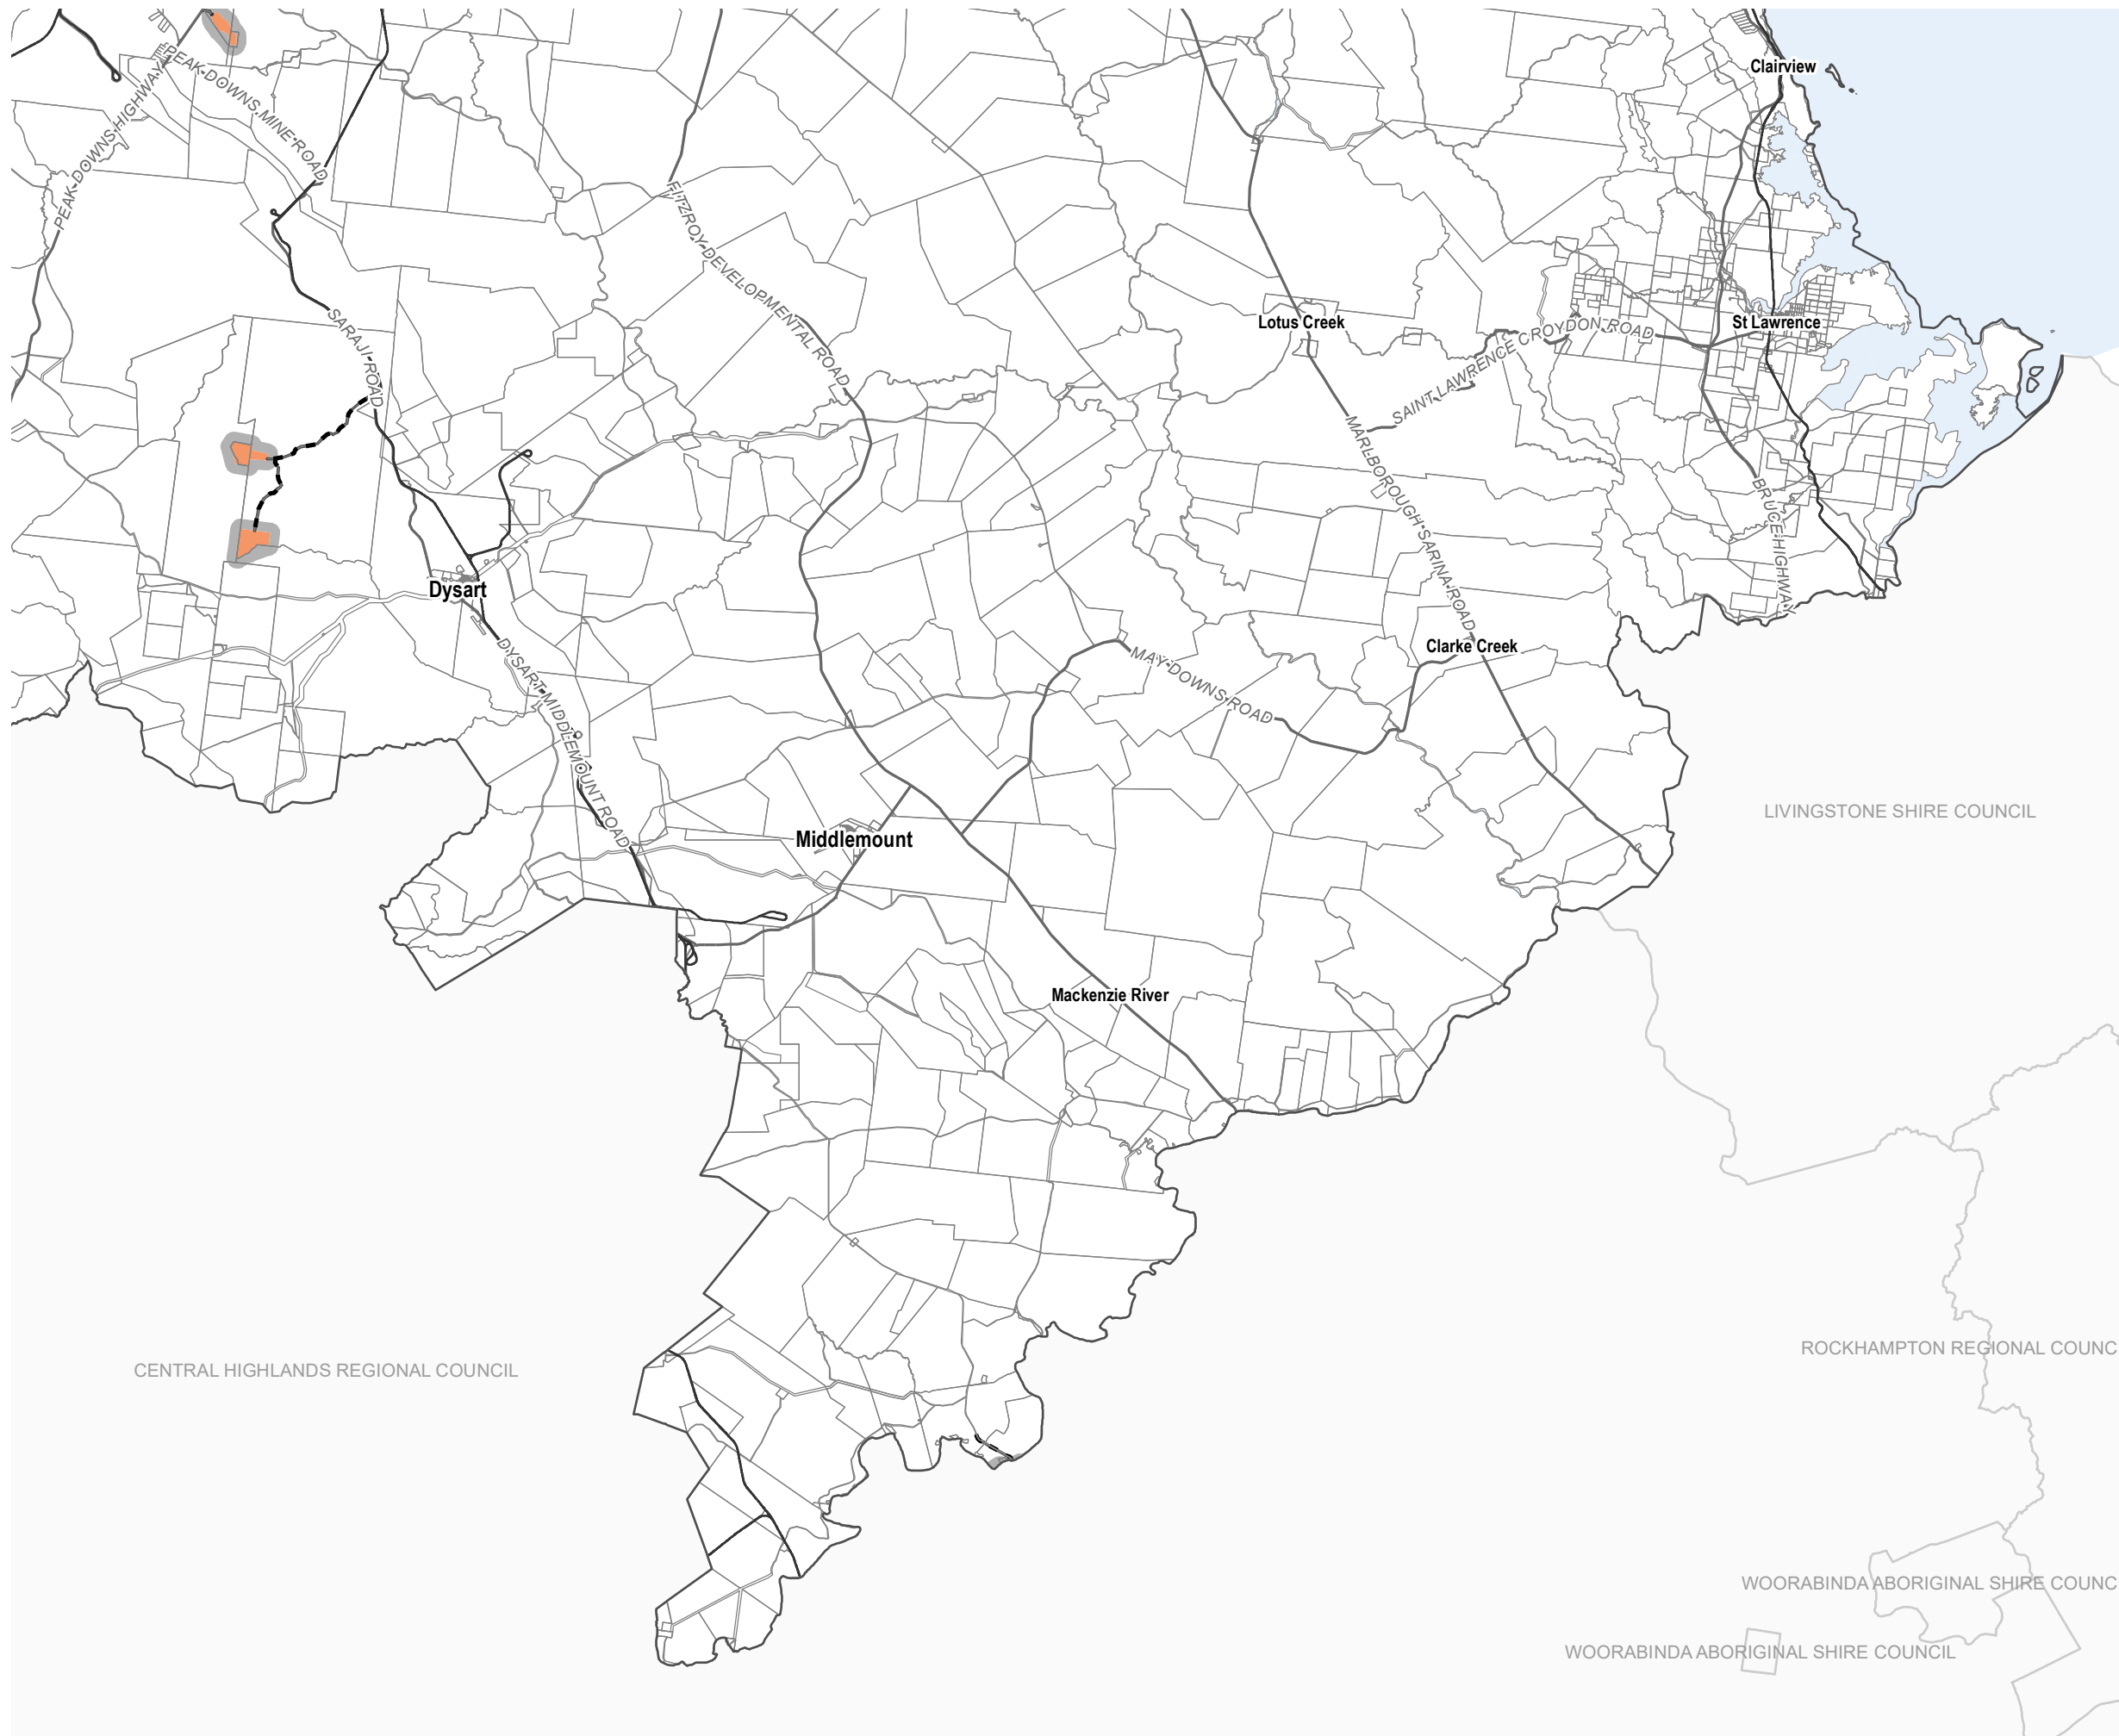 Clairview
PEAK DOWNS MINE ROAD
PEAK DOWNS HIGHWAY
FITZROY DEVELOPMENTAL ROAD
SARAJI ROAD
Lotus Creek
SAINT LAWRENCE CROYDON ROAD
St Lawrence
MARLBOROUGH SARINA ROAD
BRUCE HIGHWAY
Dysart
DYSART MIDDLEMOUNT ROAD
MAY DOWNS ROAD
Clarke Creek
LIVINGSTONE SHIRE COUNCIL
Middlemount
Mackenzie River
ROCKHAMPTON REGIONAL COUNC
CENTRAL HIGHLANDS REGIONAL COUNCIL
WOORABINDA ABORIGINAL SHIRE COUNC
WOORABINDA ABORIGINAL SHIRE COUNCIL